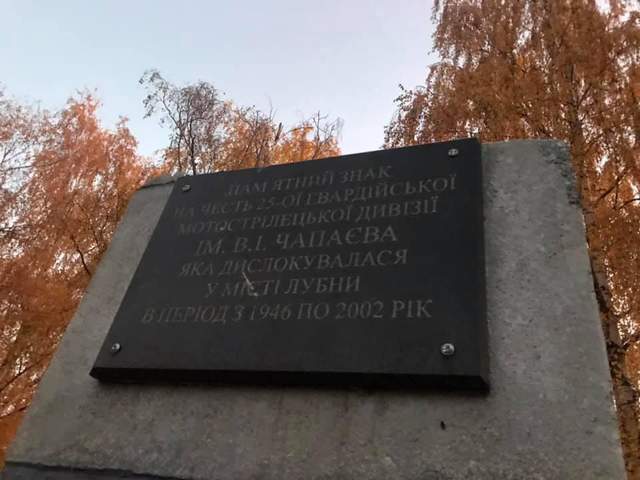 ПАМ ЯТНИЙ ЗНАК
НА ЧЕСТЬ 25-ОЇ ГВАРДІЙСЬКОЇ
МОТОСТРІЛЕЦЬКОЇ ДИВІЗІЇ
ІМ. В.І. ЧАПАЄВА
ЯКА ДИСЛОКУВАЛАСЯ
У МІСТІ ЛУБНИ
В ПЕРІОД З 1946 ПО 2002 РІК